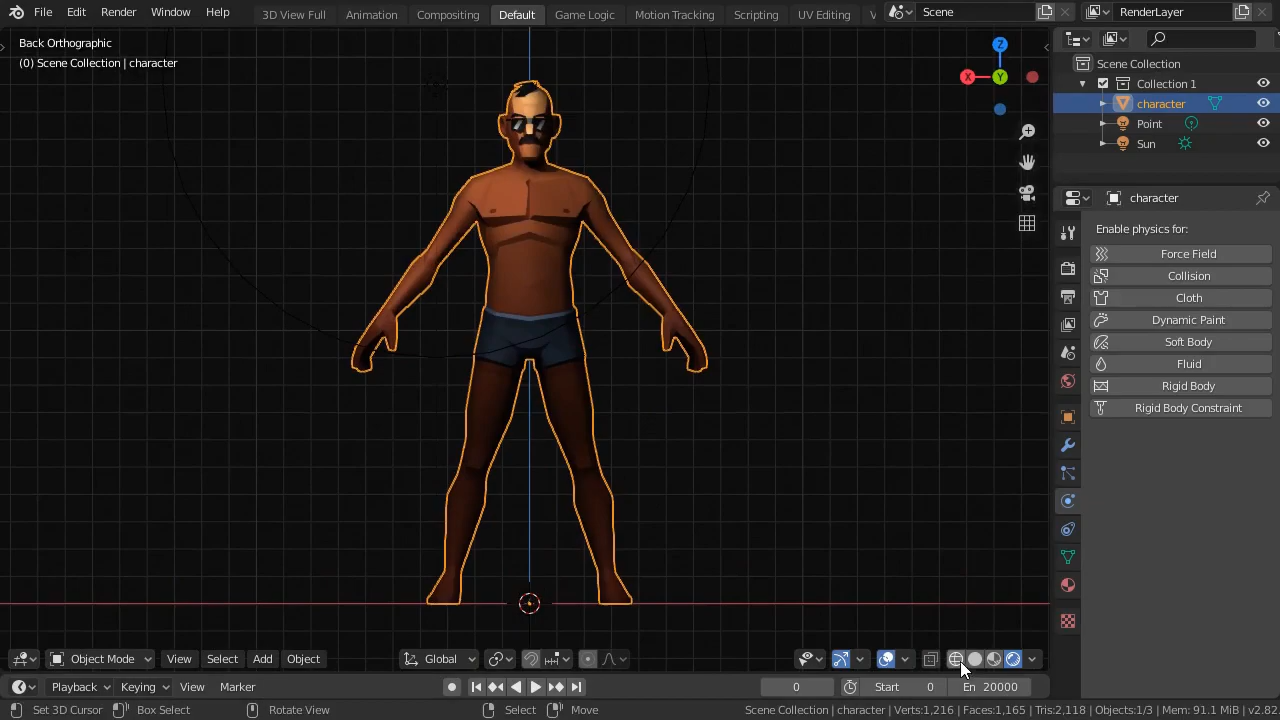 File Edit Render Window Help 3D View Full Animation Compositing Default Game Logic Motion Tracking Scripting UV Editing Scene RenderLayer
Back Orthographic
(0) Scene Collection | character
Z
X
Y
Scene Collection
Collection 1
character
Point
Sun
character
Enable physics for:
Force Field
Collision
Cloth
Dynamic Paint
Soft Body
Fluid
Rigid Body
Rigid Body Constraint
Object Mode View Select Add Object Global
Playback Keying View Marker 0 Start 0 En 20000
Set 3D Cursor Box Select Rotate View Select Move Scene Collection | character | Verts:1,216 | Faces:1,165 | Tris:2,118 | Objects:1/3 | Mem: 91.1 MiB | v2.82